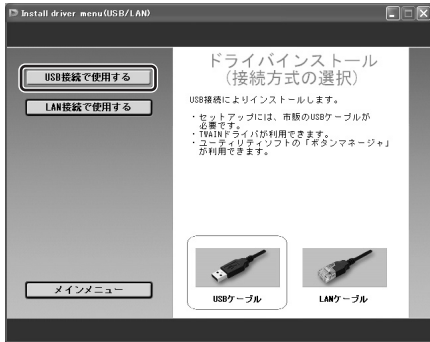 Install driver menu(USB/LAN)
USB接続で使用する
LAN接続で使用する
メインメニュー
ドライバインストール
(接続方式の選択)
USB接続によりインストールします。
・セットアップには、市販のUSBケーブルが
必要です。
・TWAINドライバが利用できます。
・ユーティリティソフトの「ボタンマネージャ」
が利用できます。
USBケーブル
LANケーブル